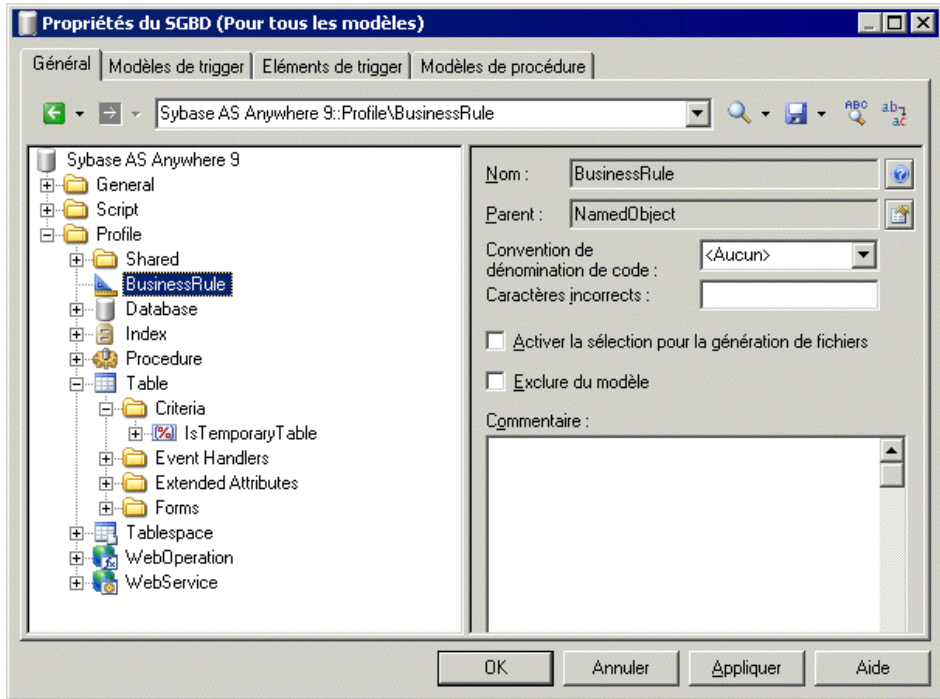 Propriétés du SGBD (Pour tous les modèles)
Général
Modèles de trigger
Eléments de trigger
Modèles de procédure
Sybase AS Anywhere 9::Profile\BusinessRule
ABC
ab
ac
Sybase AS Anywhere 9
General
Script
Profile
Shared
BusinessRule
Database
Index
Procedure
Table
Criteria
IsTemporaryTable
Event Handlers
Extended Attributes
Forms
Tablespace
WebOperation
WebService
Nom :
BusinessRule
Parent :
NamedObject
Convention de
dénomination de code :
<Aucun>
Caractères incorrects :
Activer la sélection pour la génération de fichiers
Exclure du modèle
Commentaire :
OK
Annuler
Appliquer
Aide